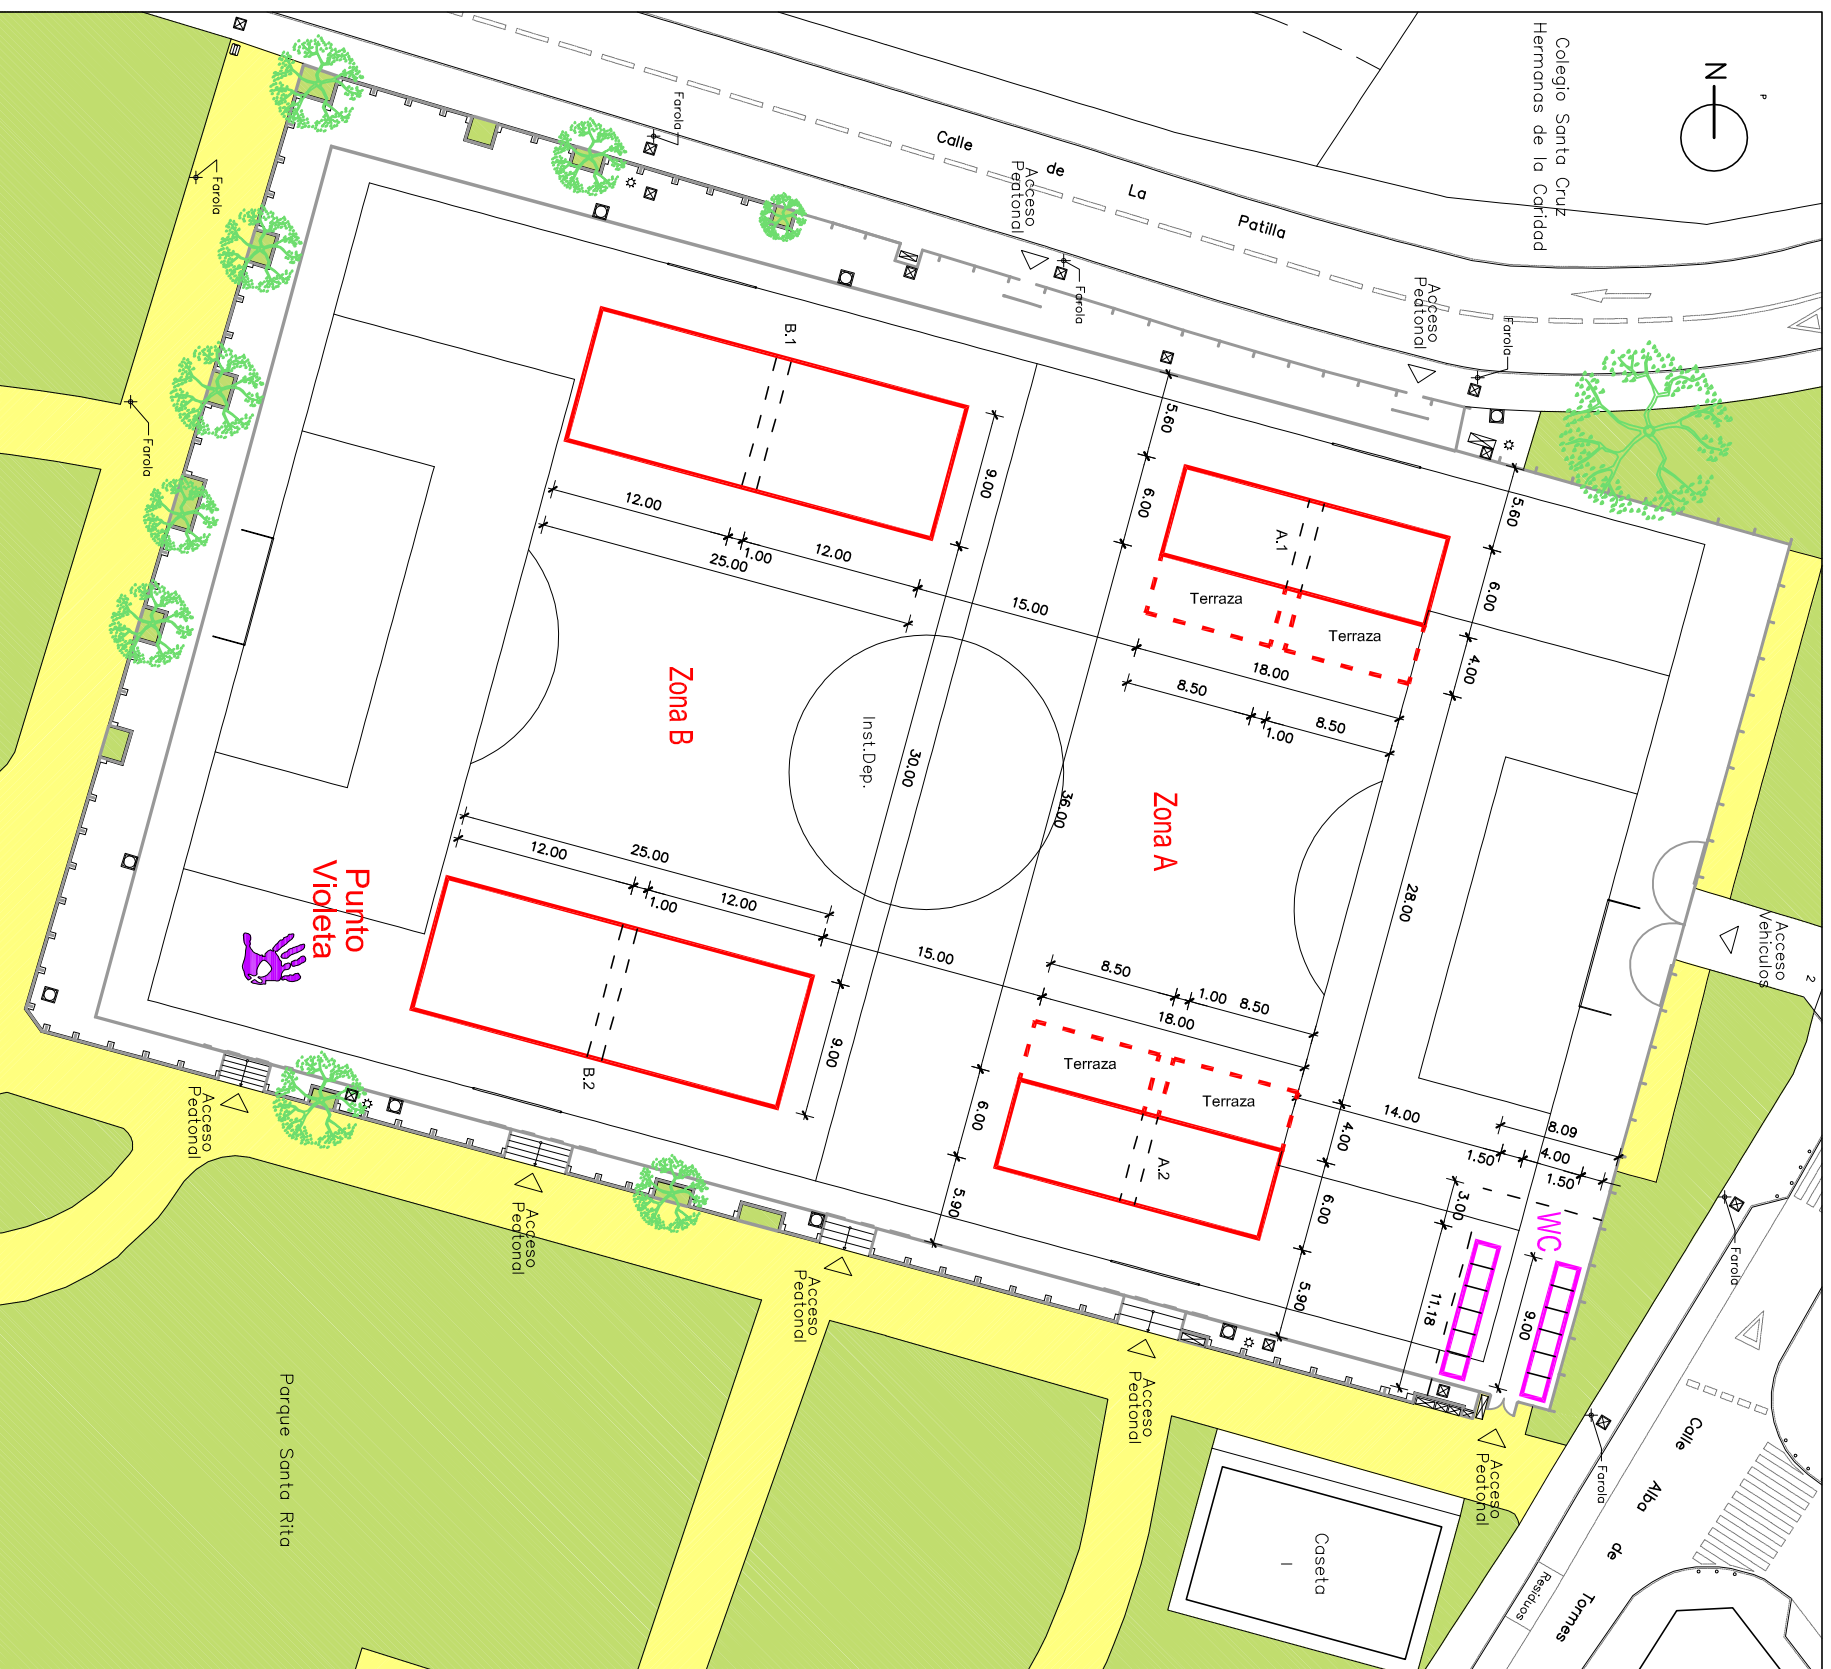 Colegio Santa Cruz
Hermanas de la Caridad
N
P
Calle de La Patilla
Farola
Farola
Farola
Farola
Farola
Acceso
Peatonal
Acceso
Peatonal
B.1
9.00
12.00
1.00
12.00
25.00
15.00
5.60
6.00
A.1
Terraza
Terraza
5.60
6.00
4.00
18.00
8.50
1.00
8.50
Zona B
Inst.Dep.
30.00
36.00
Zona A
28.00
25.00
12.00
1.00
12.00
15.00
8.50
1.00
8.50
18.00
Punto
Violeta
B.2
9.00
Terraza
Terraza
A.2
6.00
5.90
4.00
6.00
5.90
14.00
8.09
1.50
4.00
1.50
3.00
WC
11.18
9.00
Acceso
Vehiculos
2
Acceso
Peatonal
Acceso
Peatonal
Acceso
Peatonal
Acceso
Peatonal
Acceso
Peatonal
Farola
Farola
Calle Alba de Tormes
Residuos
Caseta
I
Parque Santa Rita